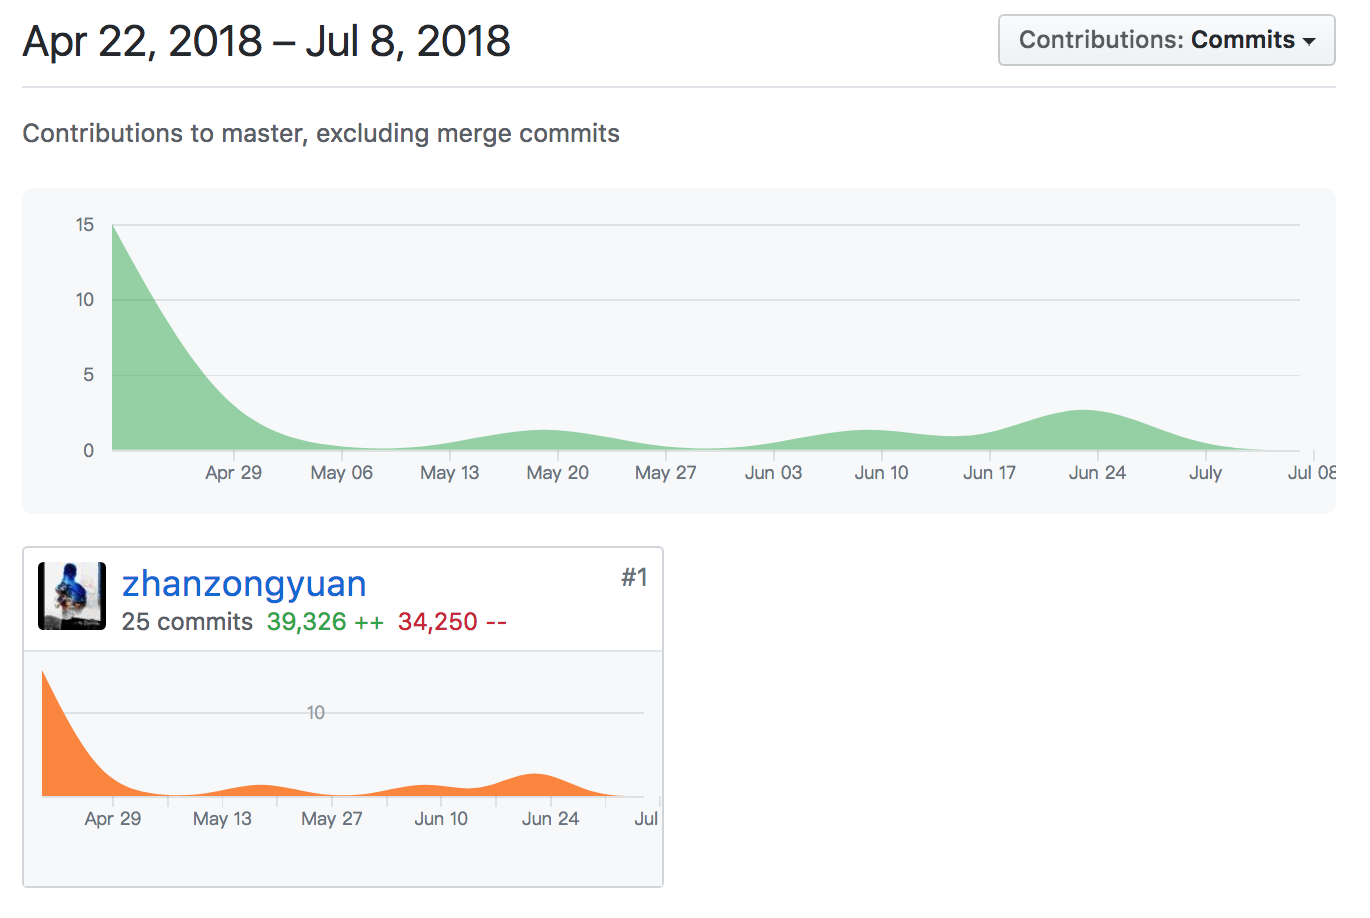 Apr 22, 2018 – Jul 8, 2018
Contributions: Commits
Contributions to master, excluding merge commits
15
10
5
0
Apr 29 May 06 May 13 May 20 May 27 Jun 03 Jun 10 Jun 17 Jun 24 July Jul 08
zhanzongyuan #1
25 commits 39,326 ++ 34,250 --
10
Apr 29 May 13 May 27 Jun 10 Jun 24 Jul